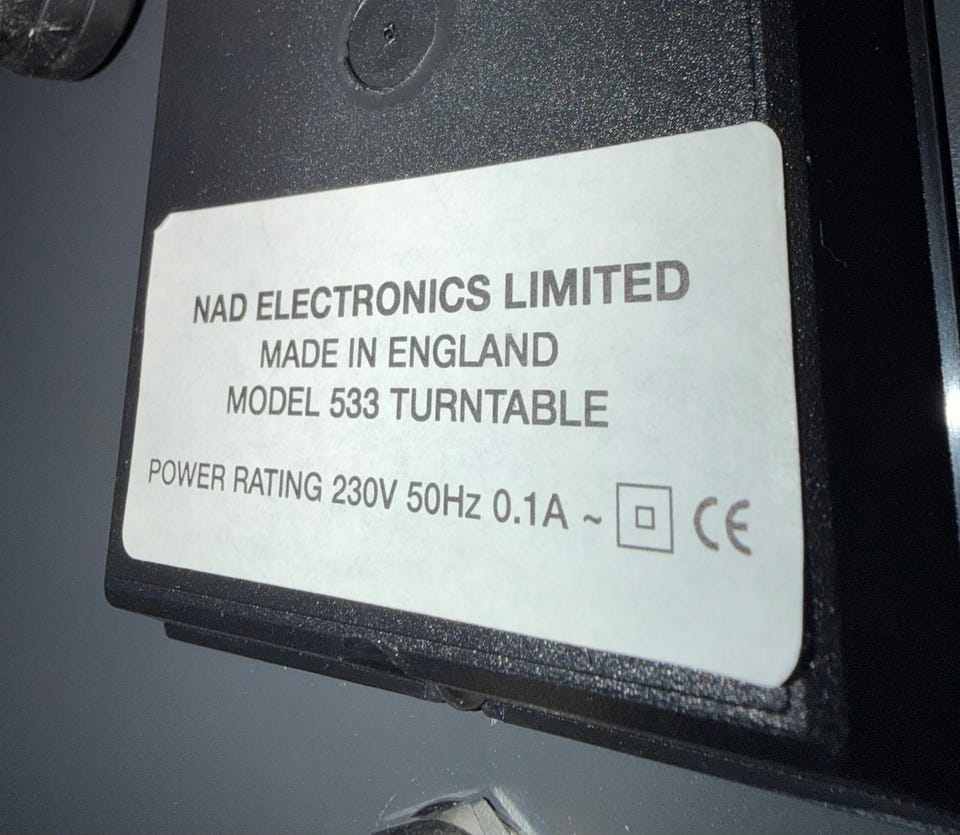 NAD ELECTRONICS LIMITED
MADE IN ENGLAND
MODEL 533 TURNTABLE
POWER RATING 230V 50Hz 0.1A ~ CE